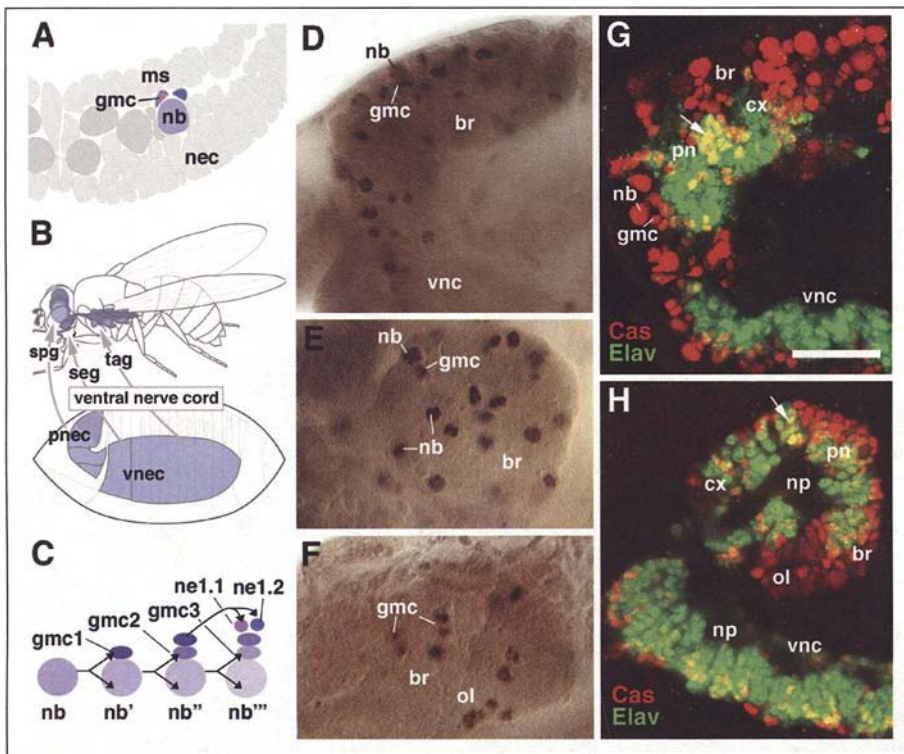 A
ms
gmc
nb
nec
B
spg
seg
tag
ventral nerve cord
pnec
vnec
C
ne1.1
ne1.2
gmc3
gmc2
gmc1
nb
nb'
nb"
nb'"
D
nb
gmc
br
vnc
E
nb
gmc
nb
br
F
gmc
br
ol
G
br
cx
pn
nb
gmc
vnc
Cas
Elav
H
pn
cx
np
br
ol
np
vnc
Cas
Elav